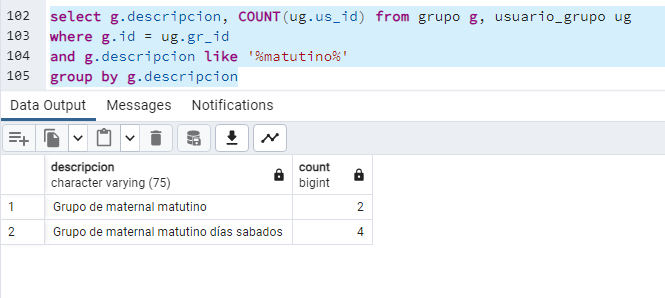 102 select g.descripcion, COUNT(ug.us_id) from grupo g, usuario_grupo ug
103 where g.id = ug.gr_id
104 and g.descripcion like '%matutino%'
105 group by g.descripcion
Data Output Messages Notifications
descripcion count
character varying (75) bigint
1 Grupo de maternal matutino 2
2 Grupo de maternal matutino días sabados 4